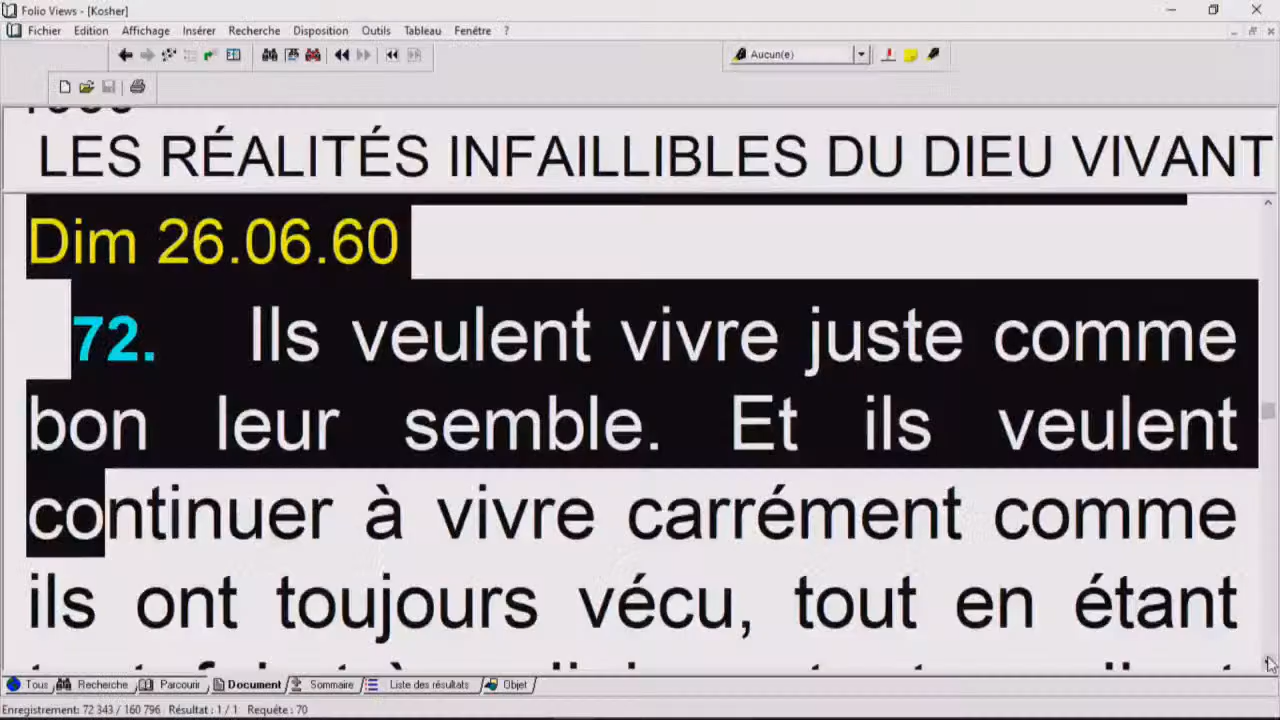 Folio Views - [Kosher]
Fichier Edition Affichage Insérer Recherche Disposition Outils Tableau Fenêtre ?
Aucun(e)
LES RÉALITÉS INFAILLIBLES DU DIEU VIVANT
Dim 26.06.60
72. Ils veulent vivre juste comme
bon leur semble. Et ils veulent
continuer à vivre carrément comme
ils ont toujours vécu, tout en étant
Tous Recherche Parcourir Document Sommaire Liste des résultats Objet
Enregistrement: 72 343 / 160 796 Résultat : 1 / 1 Requête : 70